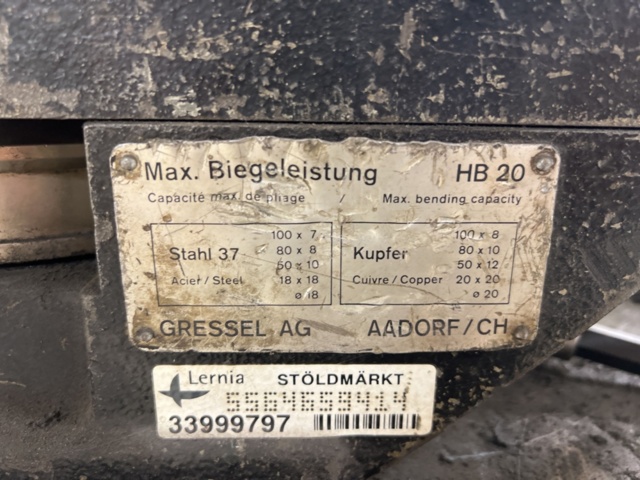 Max. Biegeleistung HB 20
Capacité max. de pliage / Max. bending capacity
Stahl 37
Acier / Steel
100 x 7
80 x 8
50 x 10
18 x 18
ø 18
Kupfer
Cuivre / Copper
100 x 8
80 x 10
50 x 12
20 x 20
ø 20
GRESSEL AG AADORF/CH
Lernia STÖLDMÄRKT
5564659414
33999797